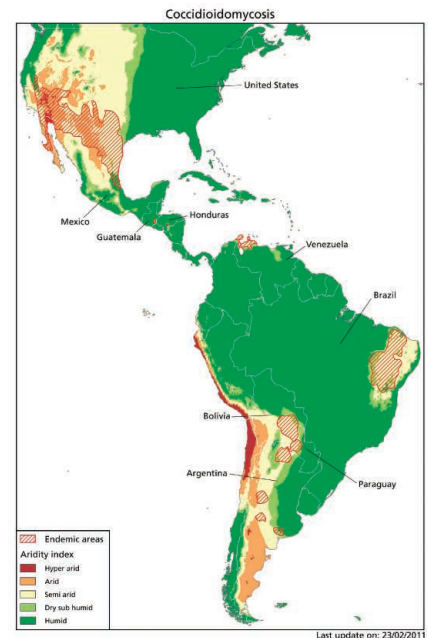 Coccidioidomycosis
United States
Mexico
Honduras
Guatemala
Venezuela
Brazil
Bolivia
Argentina
Paraguay
Endemic areas
Aridity index
Hyper arid
Arid
Semi arid
Dry sub humid
Humid
Last update on: 23/02/2011